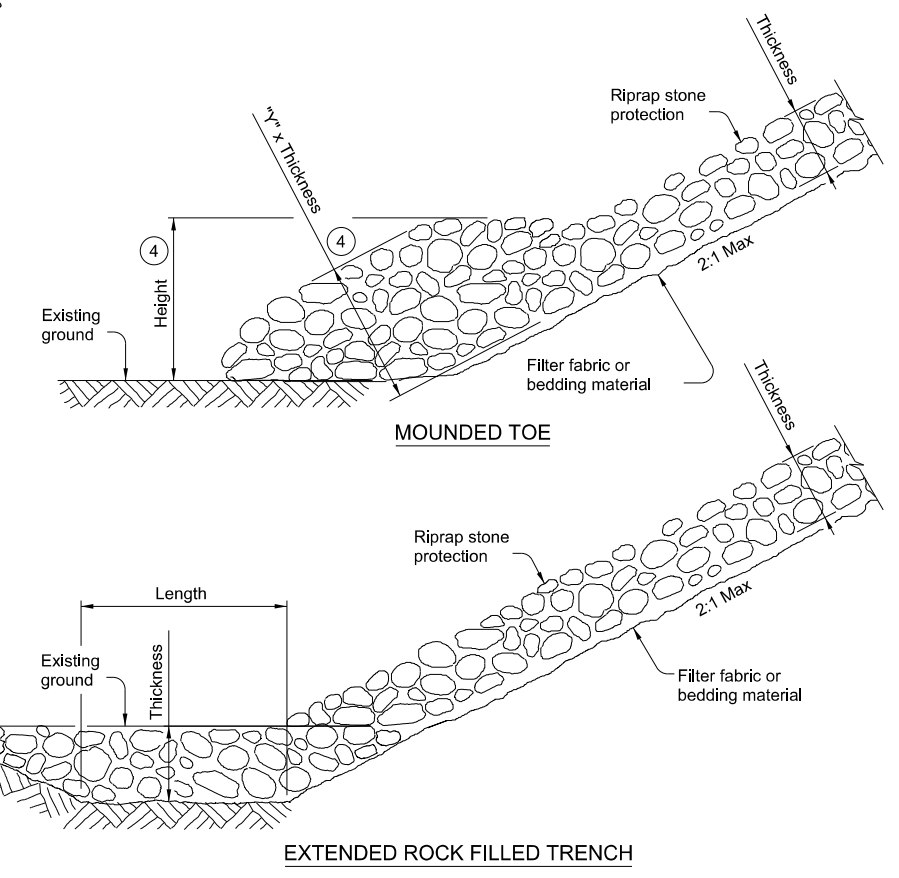 Thickness
Riprap stone
protection
"Y" x Thickness
4
4
Height
2:1 Max
Existing
ground
Filter fabric or
bedding material
MOUNDED TOE
Thickness
Riprap stone
protection
Length
2:1 Max
Existing
ground
Thickness
Filter fabric or
bedding material
EXTENDED ROCK FILLED TRENCH